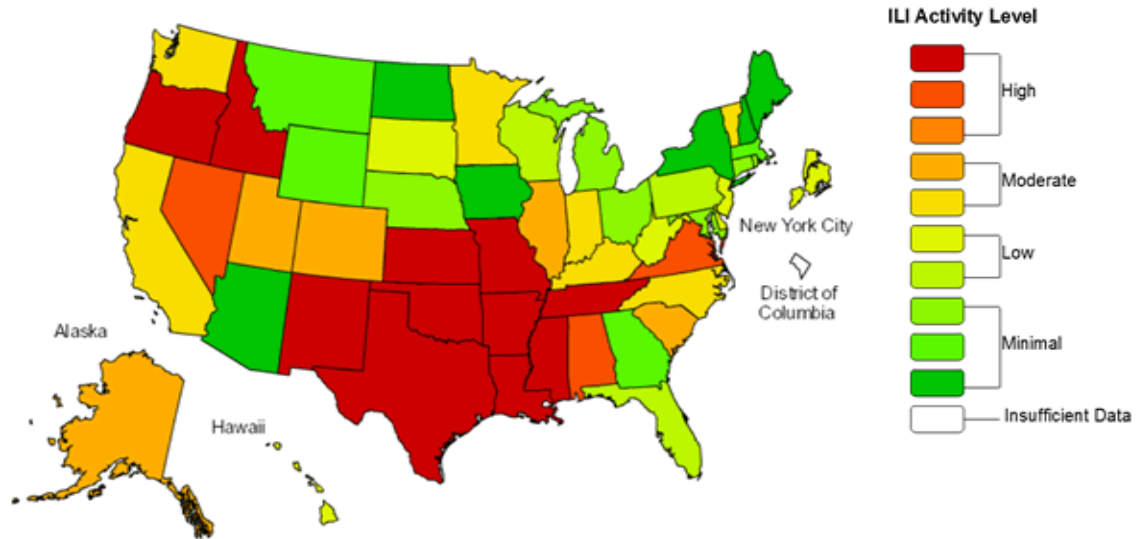 ILI Activity Level
High
Moderate
Low
New York City
District of
Columbia
Minimal
Alaska
Insufficient Data
Hawaii